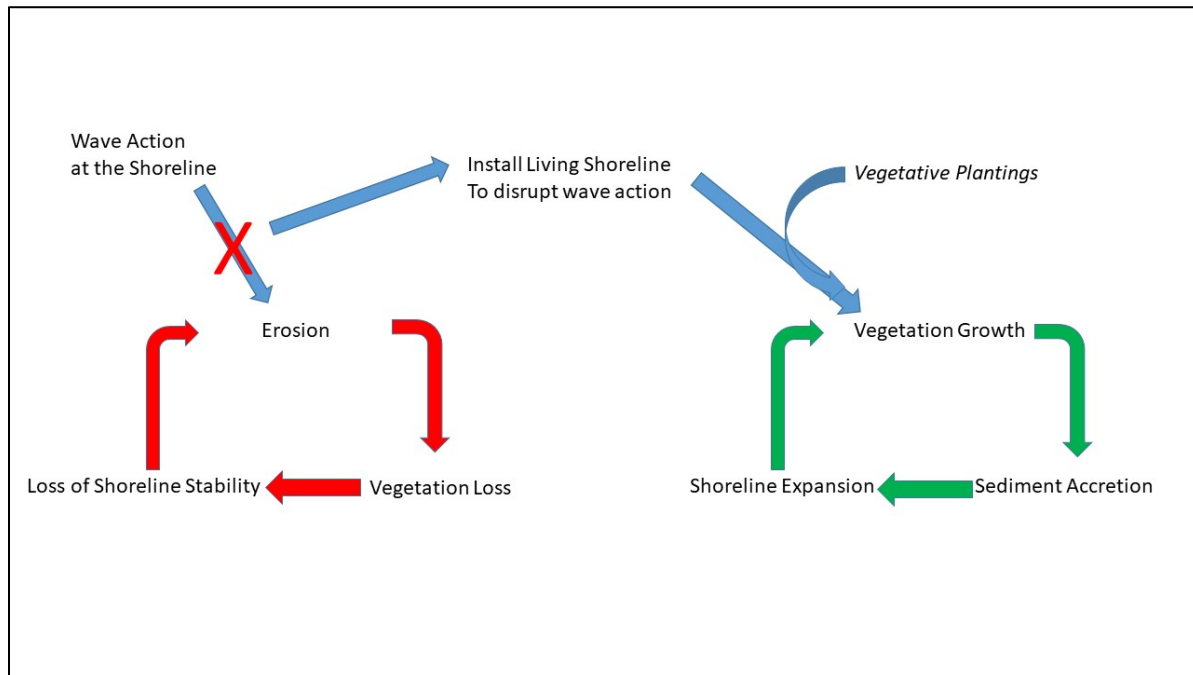 Wave Action
at the Shoreline
Install Living Shoreline
To disrupt wave action
Vegetative Plantings
X
Erosion
Vegetation Growth
Loss of Shoreline Stability
Vegetation Loss
Shoreline Expansion
Sediment Accretion